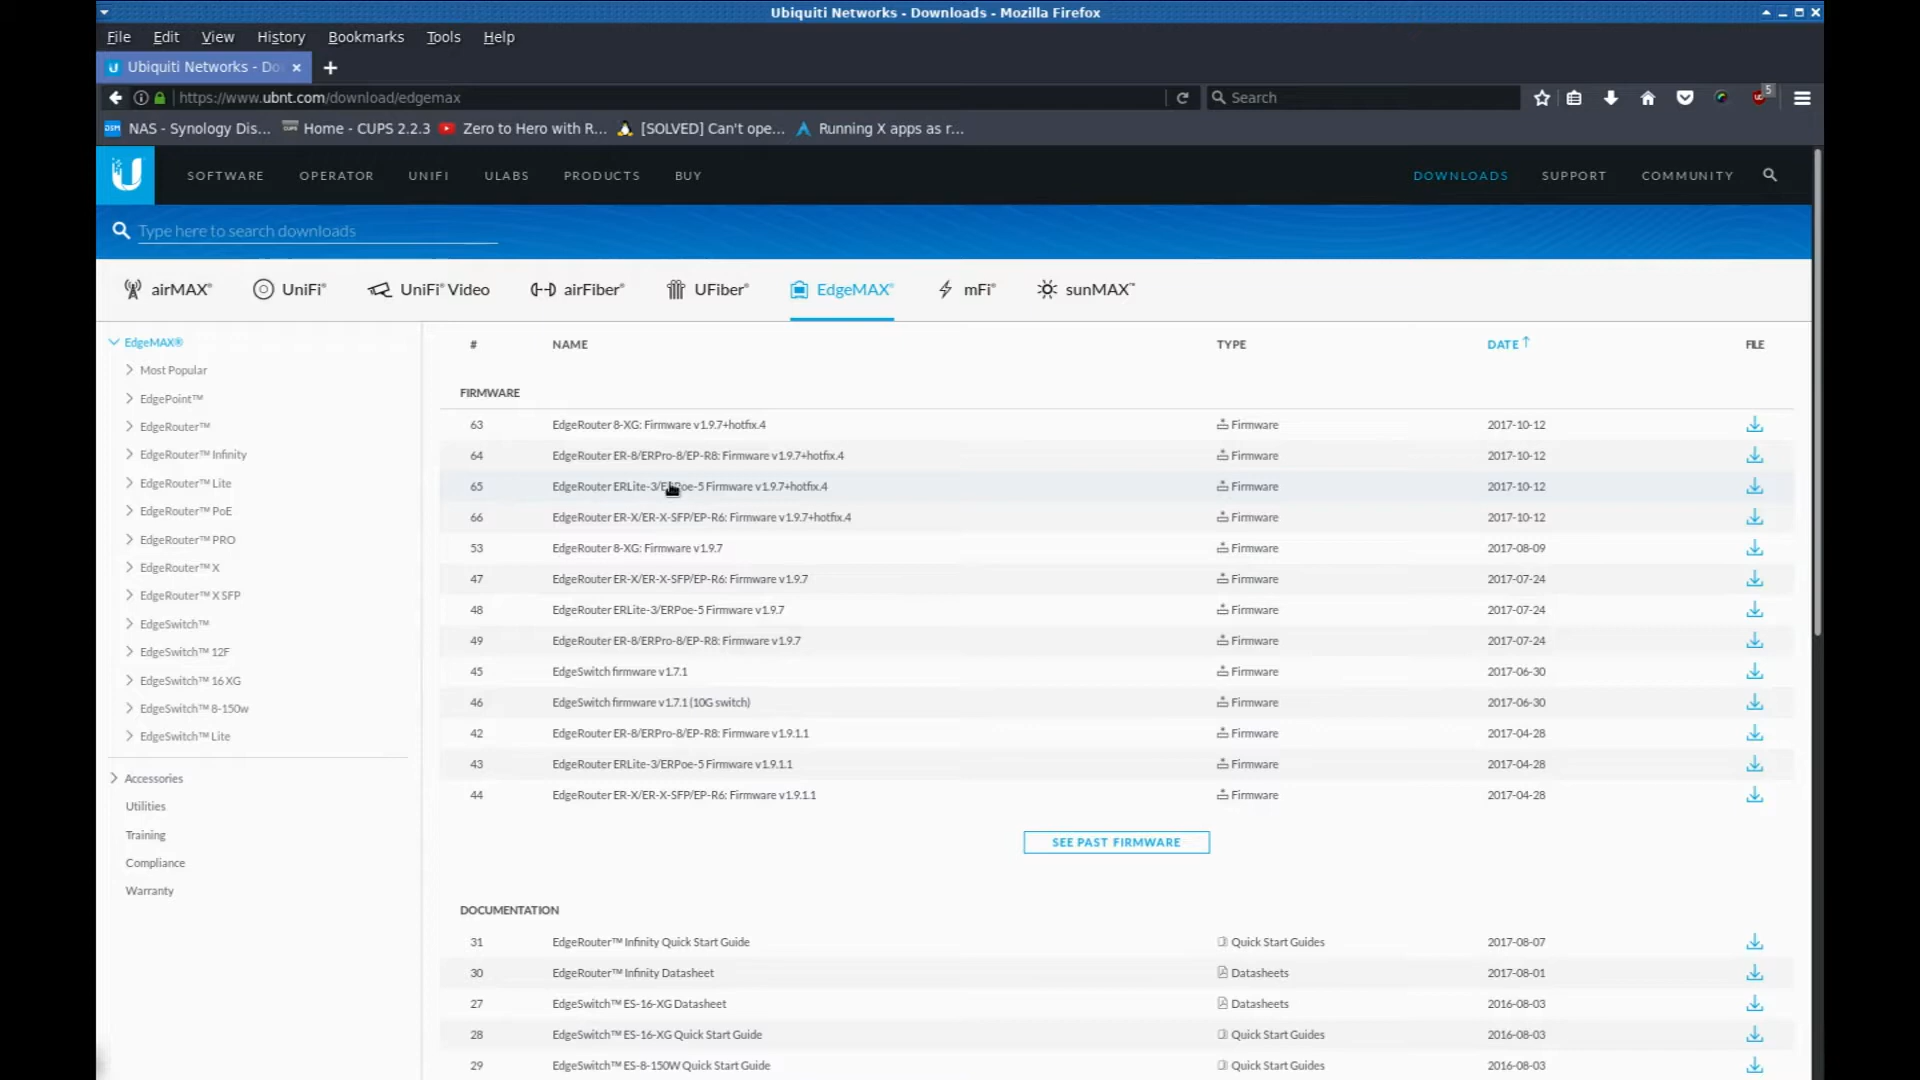 Ubiquiti Networks - Downloads - Mozilla Firefox
File Edit View History Bookmarks Tools Help
Ubiquiti Networks - Do
https://www.ubnt.com/download/edgemax Search 5
NAS - Synology Dis... Home - CUPS 2.2.3 Zero to Hero with R... [SOLVED] Can't ope... Running X apps as r...
SOFTWARE OPERATOR UNIFI ULABS PRODUCTS BUY DOWNLOADS SUPPORT COMMUNITY
Type here to search downloads
airMAX® UniFi® UniFi® Video airFiber® UFiber® EdgeMAX® mFi® sunMAX™
EdgeMAX®
Most Popular
EdgePoint™
EdgeRouter™
EdgeRouter™ Infinity
EdgeRouter™ Lite
EdgeRouter™ PoE
EdgeRouter™ PRO
EdgeRouter™ X
EdgeRouter™ X SFP
EdgeSwitch™
EdgeSwitch™ 12F
EdgeSwitch™ 16 XG
EdgeSwitch™ 8-150w
EdgeSwitch™ Lite
Accessories
Utilities
Training
Compliance
Warranty
# NAME TYPE DATE FILE
FIRMWARE
63 EdgeRouter 8-XG: Firmware v1.9.7+hotfix.4 Firmware 2017-10-12
64 EdgeRouter ER-8/ERPro-8/EP-R8: Firmware v1.9.7+hotfix.4 Firmware 2017-10-12
65 EdgeRouter ERLite-3/ERPoe-5 Firmware v1.9.7+hotfix.4 Firmware 2017-10-12
66 EdgeRouter ER-X/ER-X-SFP/EP-R6: Firmware v1.9.7+hotfix.4 Firmware 2017-10-12
53 EdgeRouter 8-XG: Firmware v1.9.7 Firmware 2017-08-09
47 EdgeRouter ER-X/ER-X-SFP/EP-R6: Firmware v1.9.7 Firmware 2017-07-24
48 EdgeRouter ERLite-3/ERPoe-5 Firmware v1.9.7 Firmware 2017-07-24
49 EdgeRouter ER-8/ERPro-8/EP-R8: Firmware v1.9.7 Firmware 2017-07-24
45 EdgeSwitch firmware v1.7.1 Firmware 2017-06-30
46 EdgeSwitch firmware v1.7.1 (10G switch) Firmware 2017-06-30
42 EdgeRouter ER-8/ERPro-8/EP-R8: Firmware v1.9.1.1 Firmware 2017-04-28
43 EdgeRouter ERLite-3/ERPoe-5 Firmware v1.9.1.1 Firmware 2017-04-28
44 EdgeRouter ER-X/ER-X-SFP/EP-R6: Firmware v1.9.1.1 Firmware 2017-04-28
SEE PAST FIRMWARE
DOCUMENTATION
31 EdgeRouter™ Infinity Quick Start Guide Quick Start Guides 2017-08-07
30 EdgeRouter™ Infinity Datasheet Datasheets 2017-08-01
27 EdgeSwitch™ ES-16-XG Datasheet Datasheets 2016-08-03
28 EdgeSwitch™ ES-16-XG Quick Start Guide Quick Start Guides 2016-08-03
29 EdgeSwitch™ ES-8-150W Quick Start Guide Quick Start Guides 2016-08-03